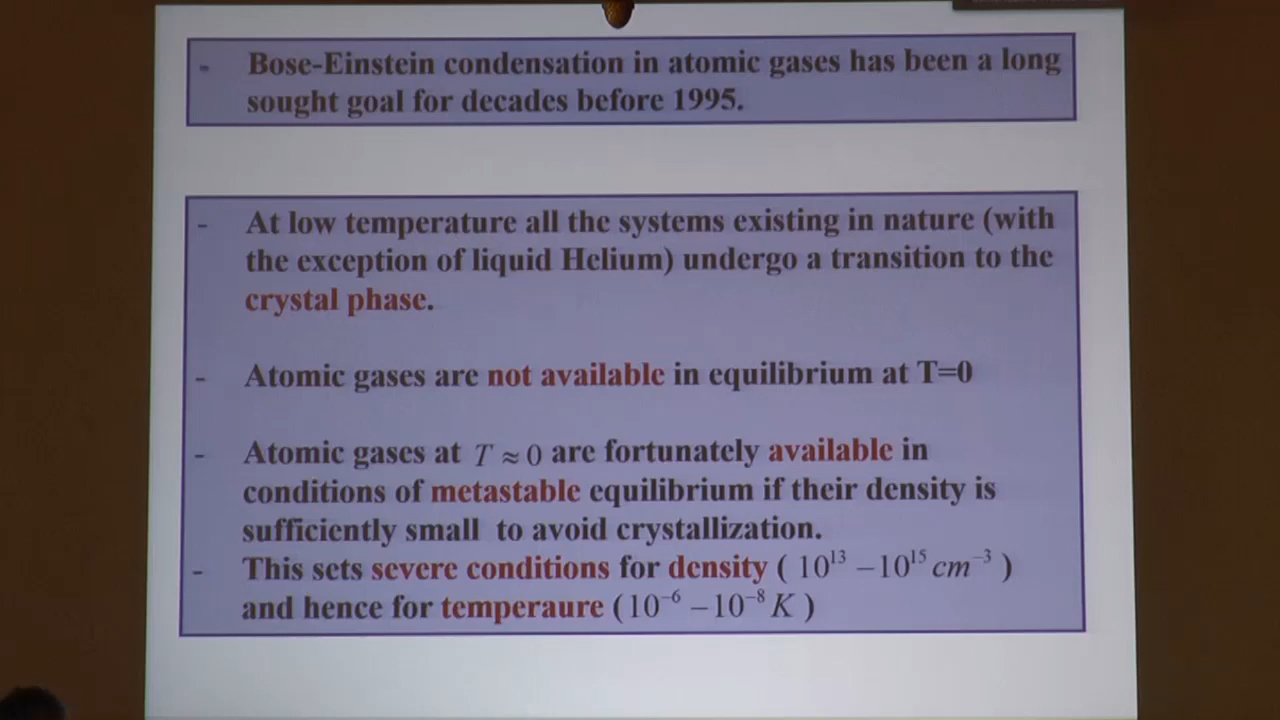 - Bose-Einstein condensation in atomic gases has been a long
sought goal for decades before 1995.
- At low temperature all the systems existing in nature (with
the exception of liquid Helium) undergo a transition to the
crystal phase.
- Atomic gases are not available in equilibrium at T=0
- Atomic gases at T ≈ 0 are fortunately available in
conditions of metastable equilibrium if their density is
sufficiently small to avoid crystallization.
- This sets severe conditions for density ( 10¹³ – 10¹⁵ cm⁻³ )
and hence for temperaure (10⁻⁶ – 10⁻⁸ K )